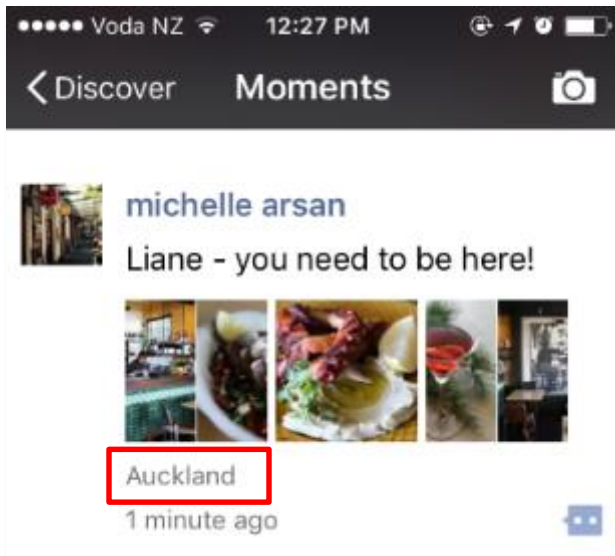 Voda NZ 12:27 PM
Discover Moments
michelle arsan
Liane - you need to be here!
Auckland
1 minute ago